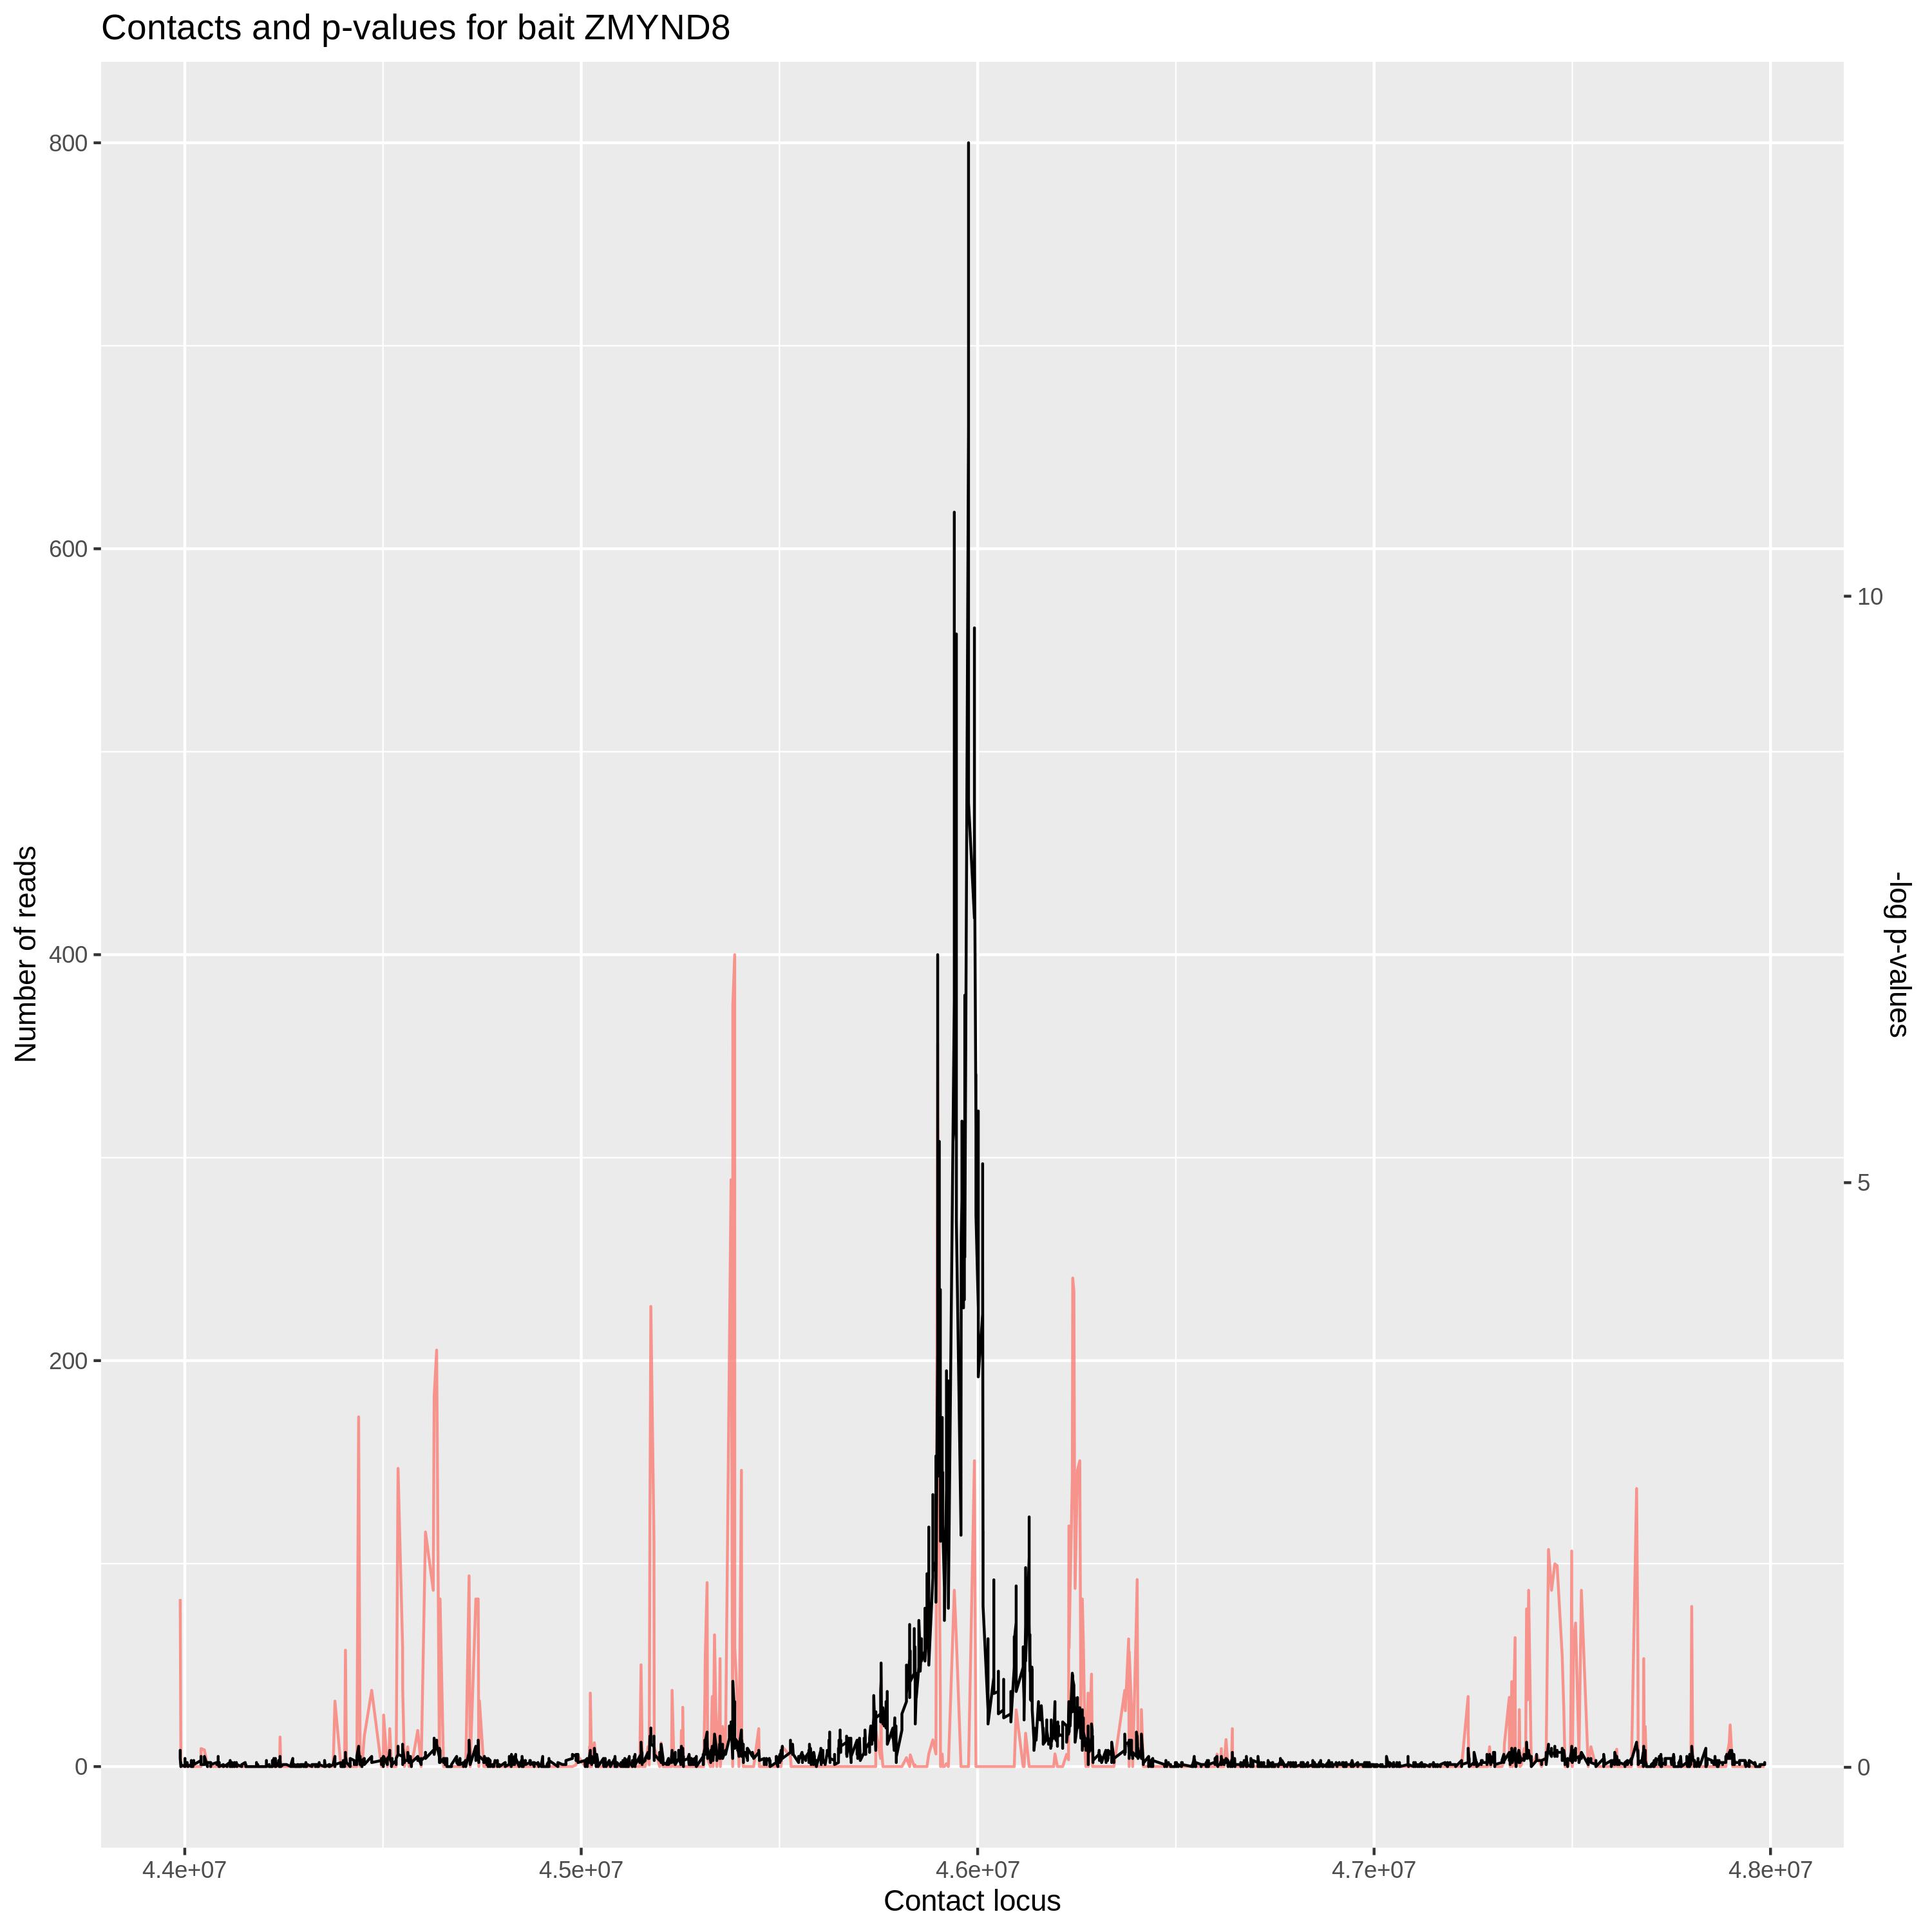 Contacts and p-values for bait ZMYND8
800
600
400
200
0
Number of reads
10
5
0
-log p-values
4.4e+07
4.5e+07
4.6e+07
4.7e+07
4.8e+07
Contact locus